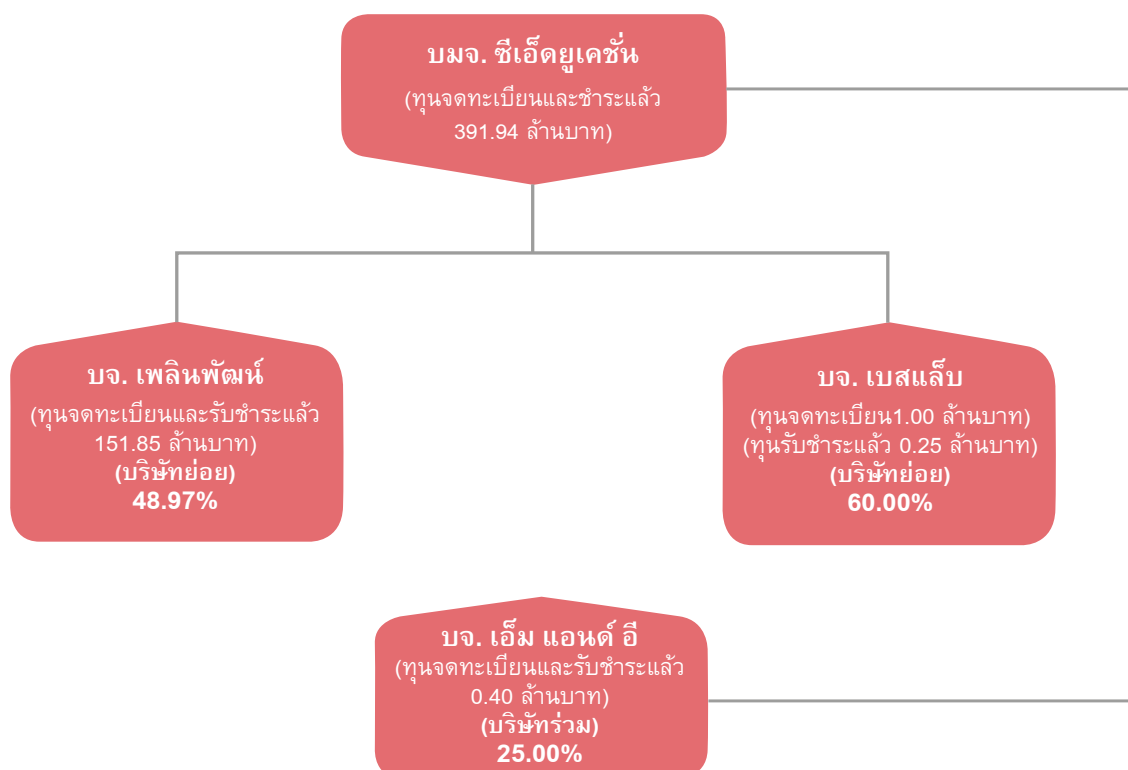 บมจ. ซีเอ็ดยูเคชั่น
(ทุนจดทะเบียนและชำระแล้ว
391.94 ล้านบาท)
บจ. เพลินพัฒน์
(ทุนจดทะเบียนและรับชำระแล้ว
151.85 ล้านบาท)
(บริษัทย่อย)
48.97%
บจ. เบสแล็บ
(ทุนจดทะเบียน1.00 ล้านบาท)
(ทุนรับชำระแล้ว 0.25 ล้านบาท)
(บริษัทย่อย)
60.00%
บจ. เอ็ม แอนด์ อี
(ทุนจดทะเบียนและรับชำระแล้ว
0.40 ล้านบาท)
(บริษัทร่วม)
25.00%